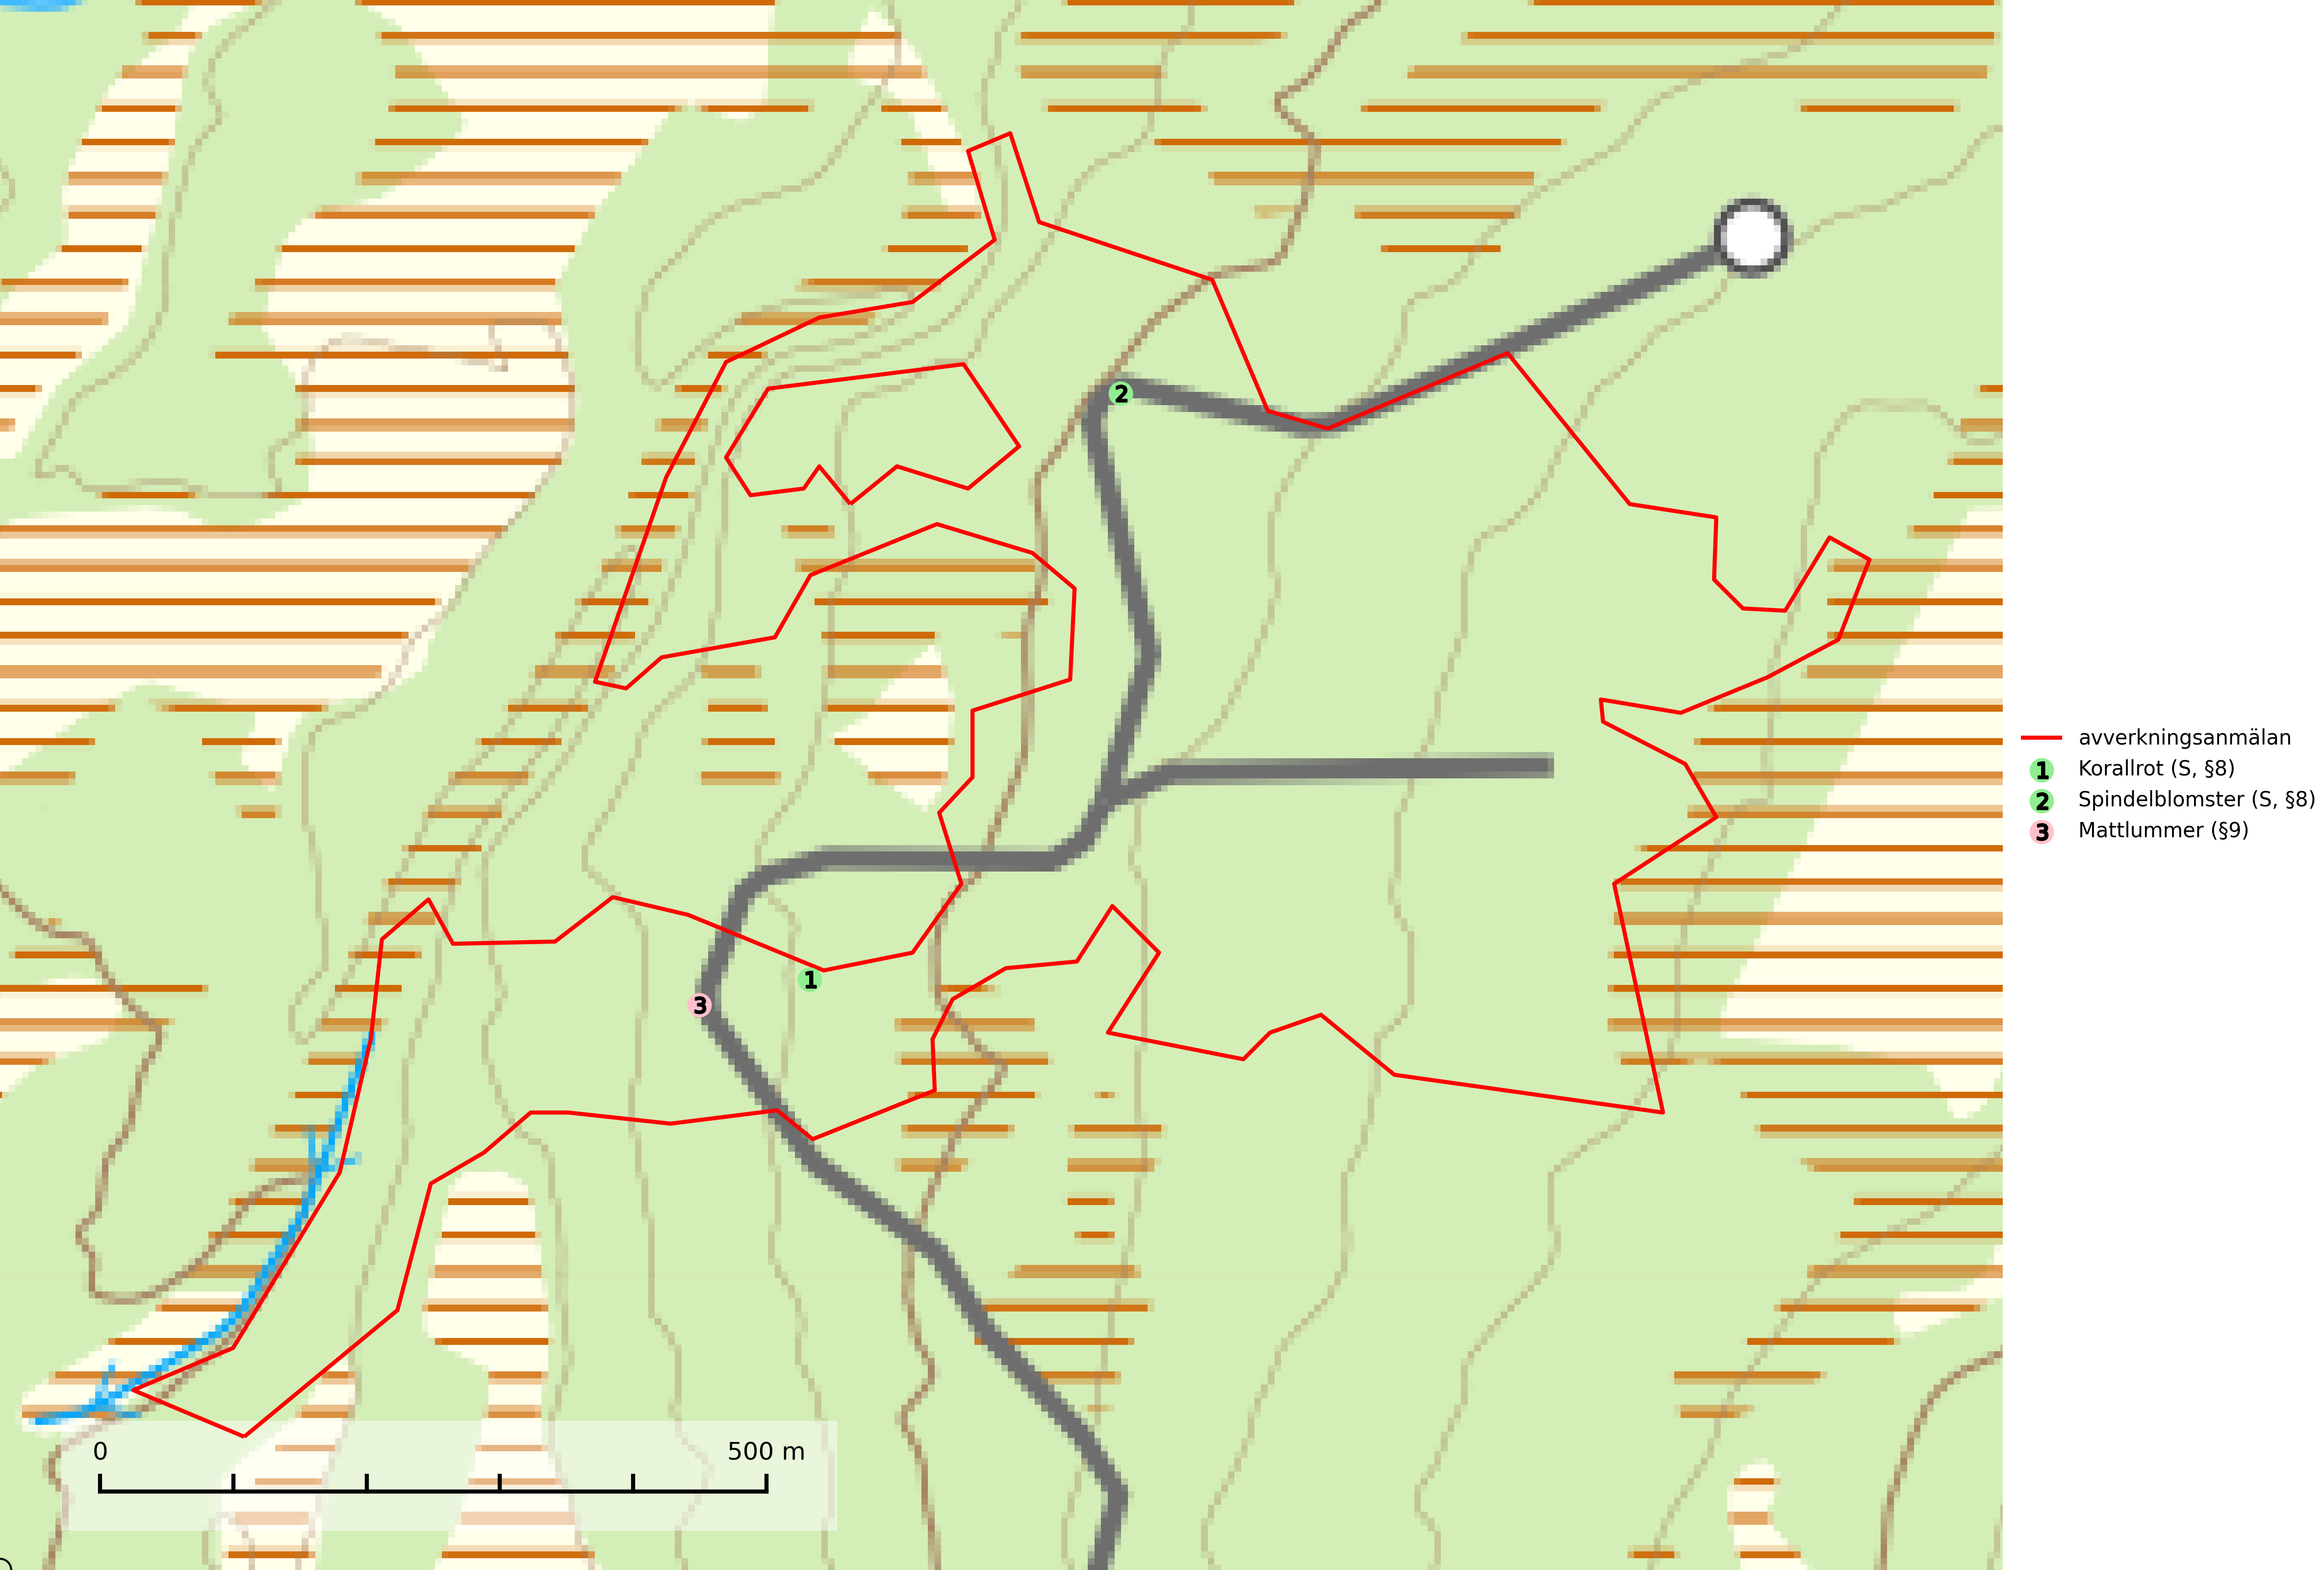 2
avverkningsanmälan
1 Korallrot (S, §8)
2 Spindelblomster (S, §8)
3 Mattlummer (§9)
1
3
0 500 m